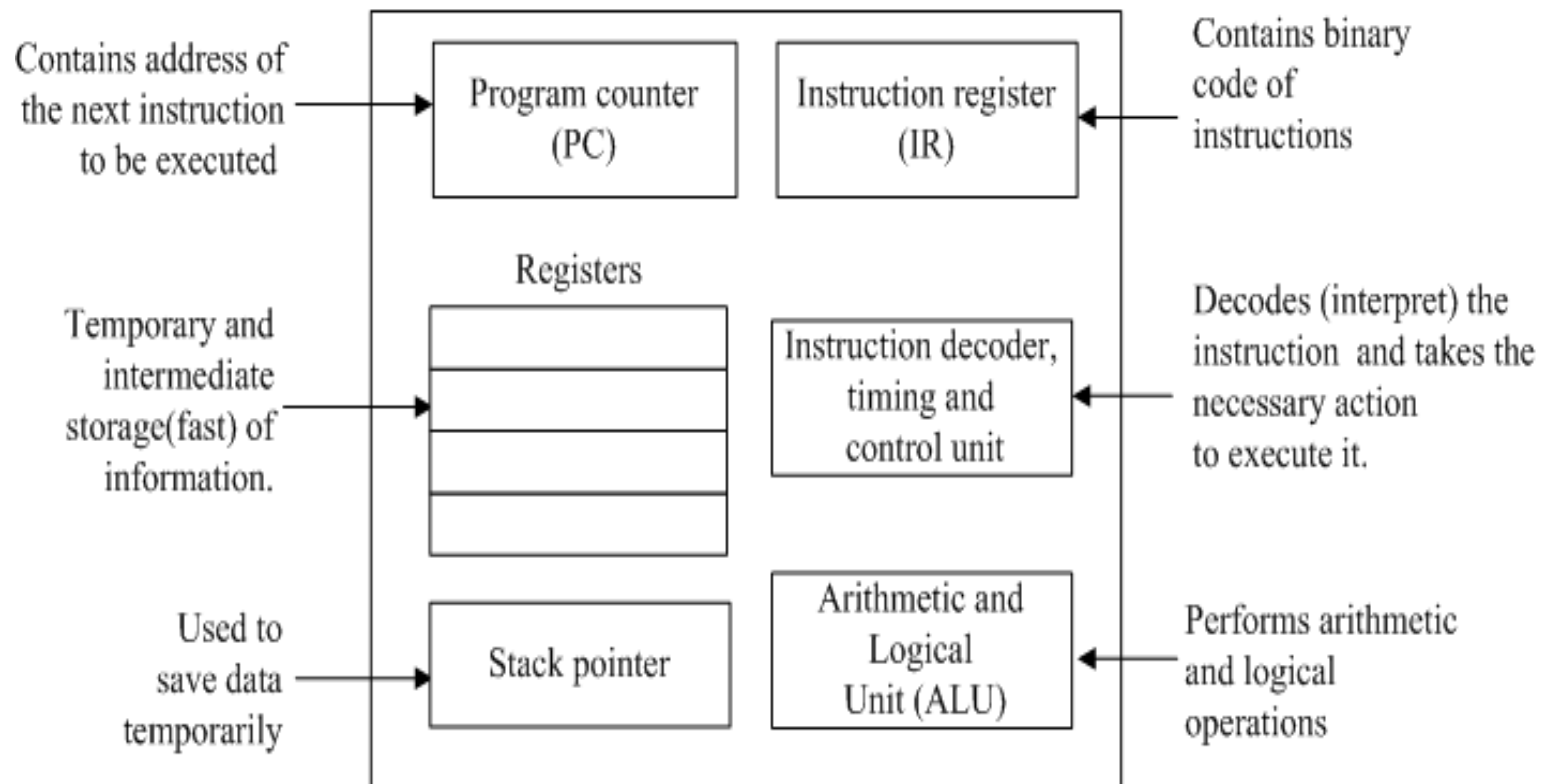 Contains address of
the next instruction
to be executed
Program counter
(PC)
Instruction register
(IR)
Contains binary
code of
instructions
Registers
Temporary and
intermediate
storage(fast) of
information.
Instruction decoder,
timing and
control unit
Decodes (interpret) the
instruction and takes the
necessary action
to execute it.
Used to
save data
temporarily
Stack pointer
Arithmetic and
Logical
Unit (ALU)
Performs arithmetic
and logical
operations